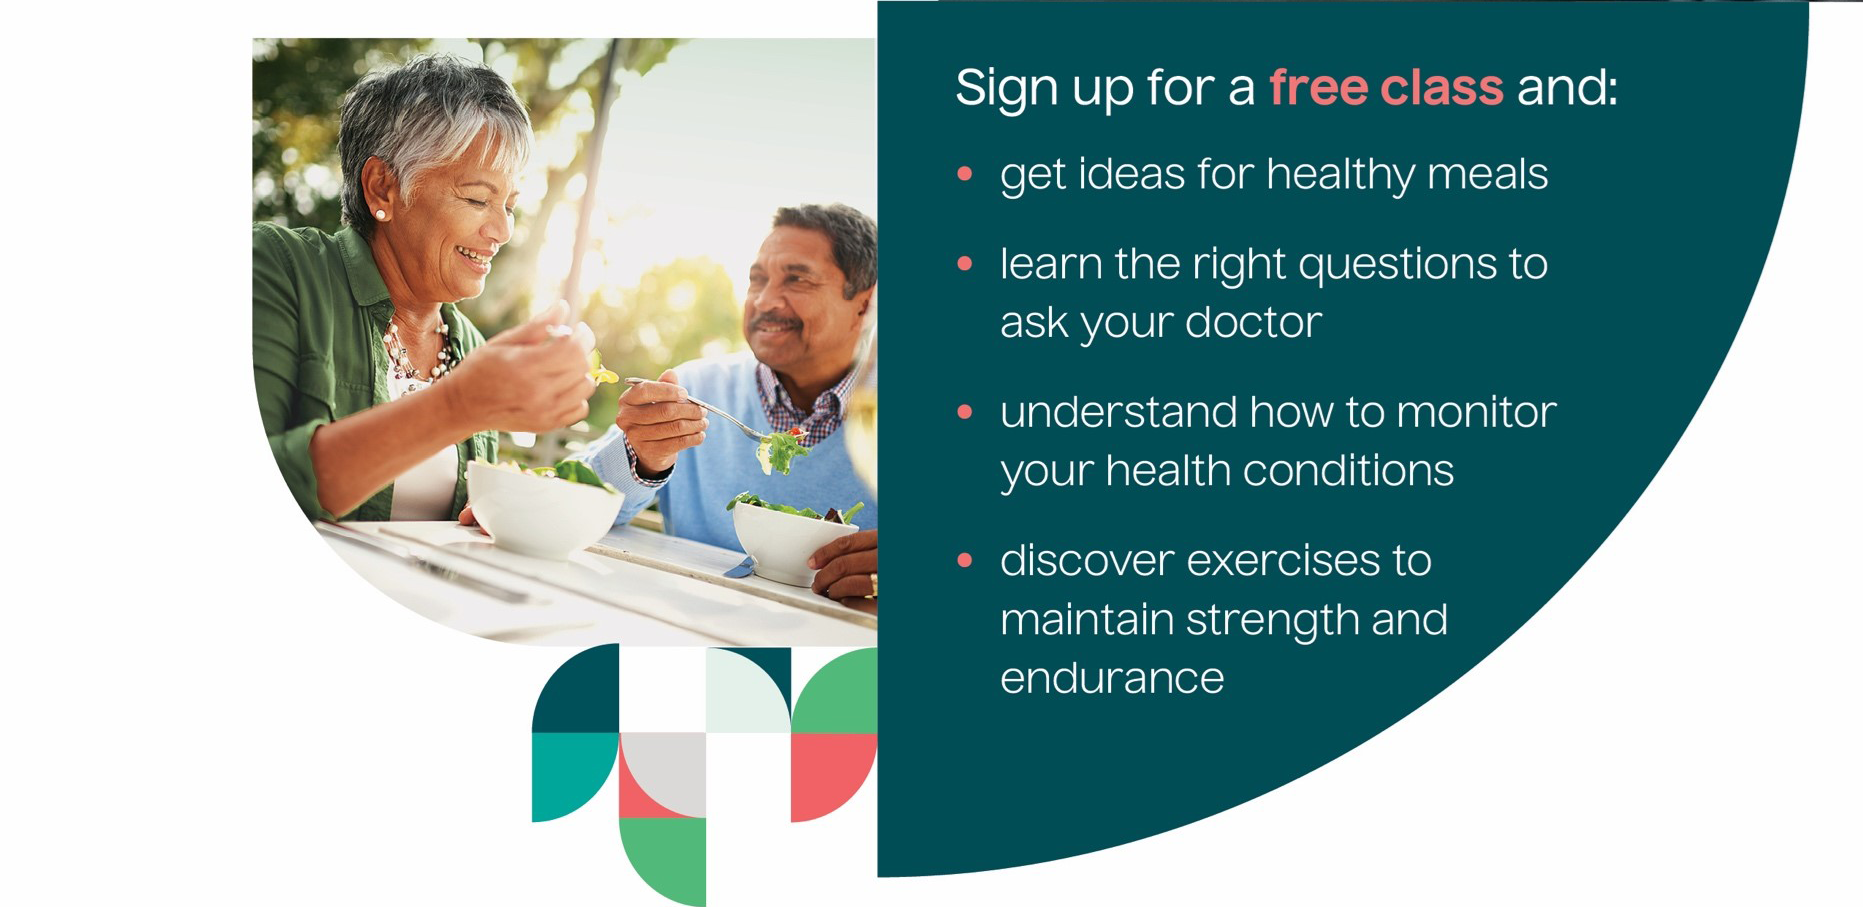 Sign up for a free class and:
• get ideas for healthy meals
• learn the right questions to
ask your doctor
• understand how to monitor
your health conditions
• discover exercises to
maintain strength and
endurance